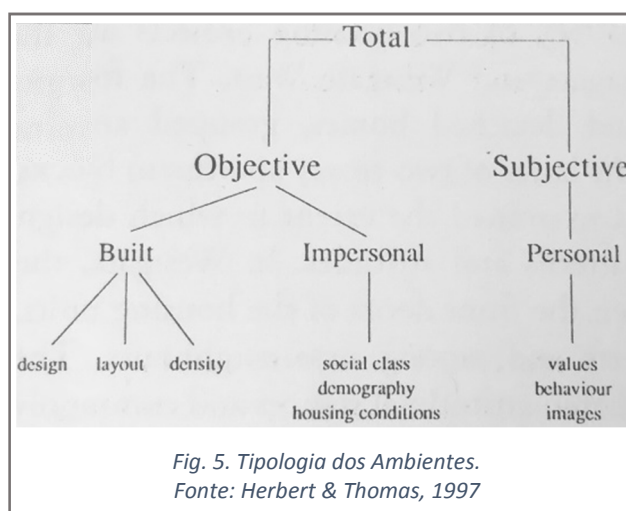 Total
Objective Subjective
Built Impersonal Personal
design layout density social class values
demography behaviour
housing conditions images
Fig. 5. Tipologia dos Ambientes.
Fonte: Herbert & Thomas, 1997